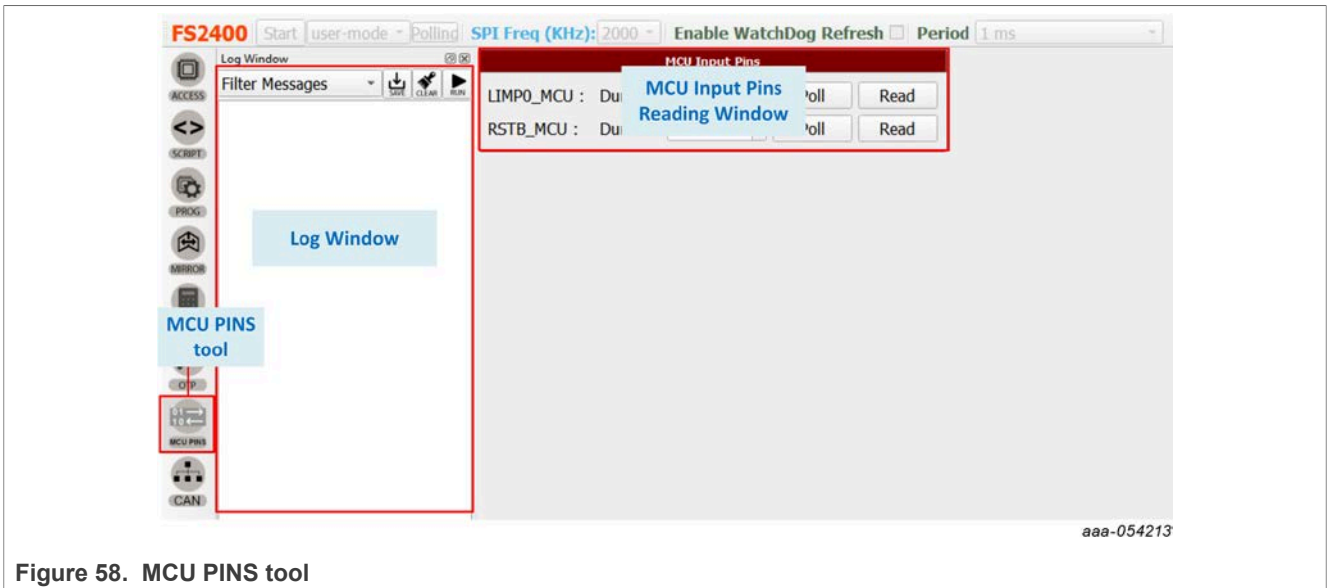 FS2400 Start user-mode Polling SPI Freq (KHz): 2000 Enable WatchDog Refresh Period 1 ms
Log Window
MCU Input Pins
ACCESS
Filter Messages SAVE CLEAR RUN
LIMP0_MCU : Du MCU Input Pins Poll Read
Reading Window
RSTB_MCU : Du Poll Read
SCRIPT
PROG
Log Window
MIRROR
MCU PINS
tool
OTP
MCU PINS
CAN
aaa-054213
Figure 58. MCU PINS tool